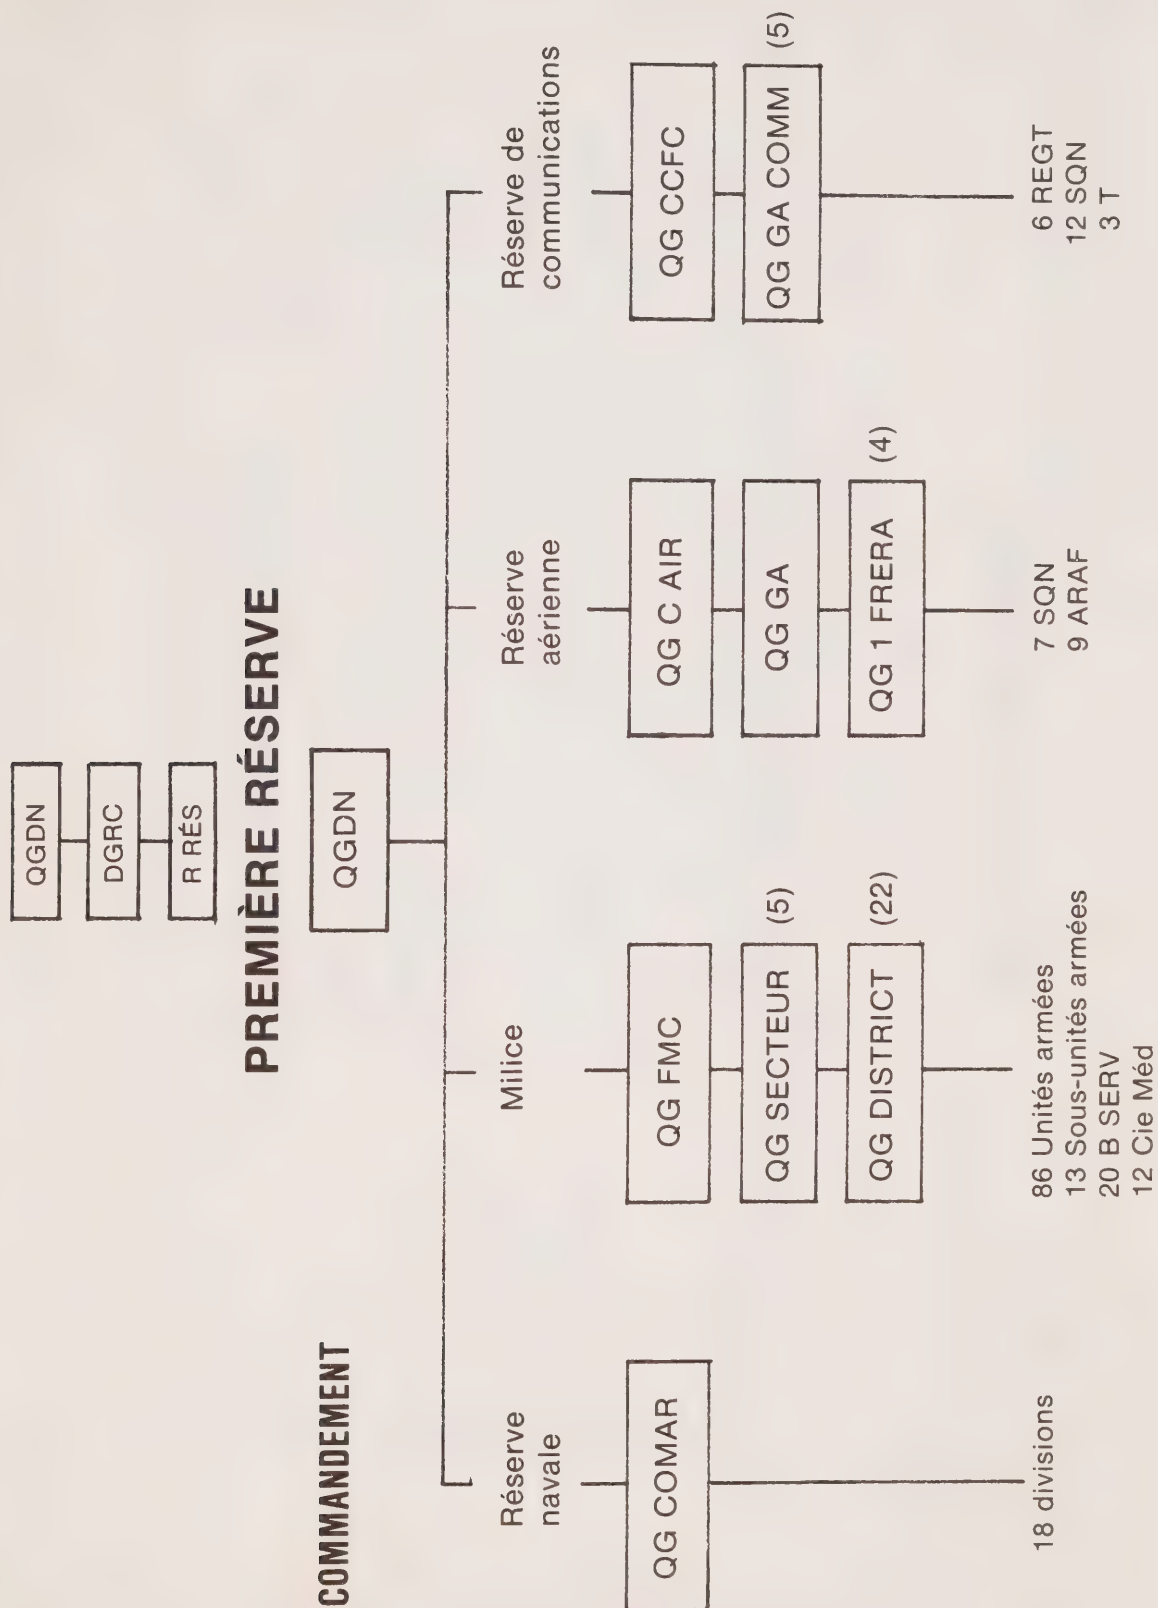 QGDN
DGRC
R RÉS
PREMIÈRE RÉSERVE
COMMANDEMENT
QGDN
Réserve
navale
QG COMAR
18 divisions
Milice
QG FMC
QG SECTEUR (5)
QG DISTRICT (22)
86 Unités armées
13 Sous-unités armées
20 B SERV
12 Cie Méd
Réserve
aérienne
QG C AIR
QG GA
QG 1 FRERA (4)
7 SQN
9 ARAF
Réserve de
communications
QG CCFC
QG GA COMM (5)
6 REGT
12 SQN
3 T